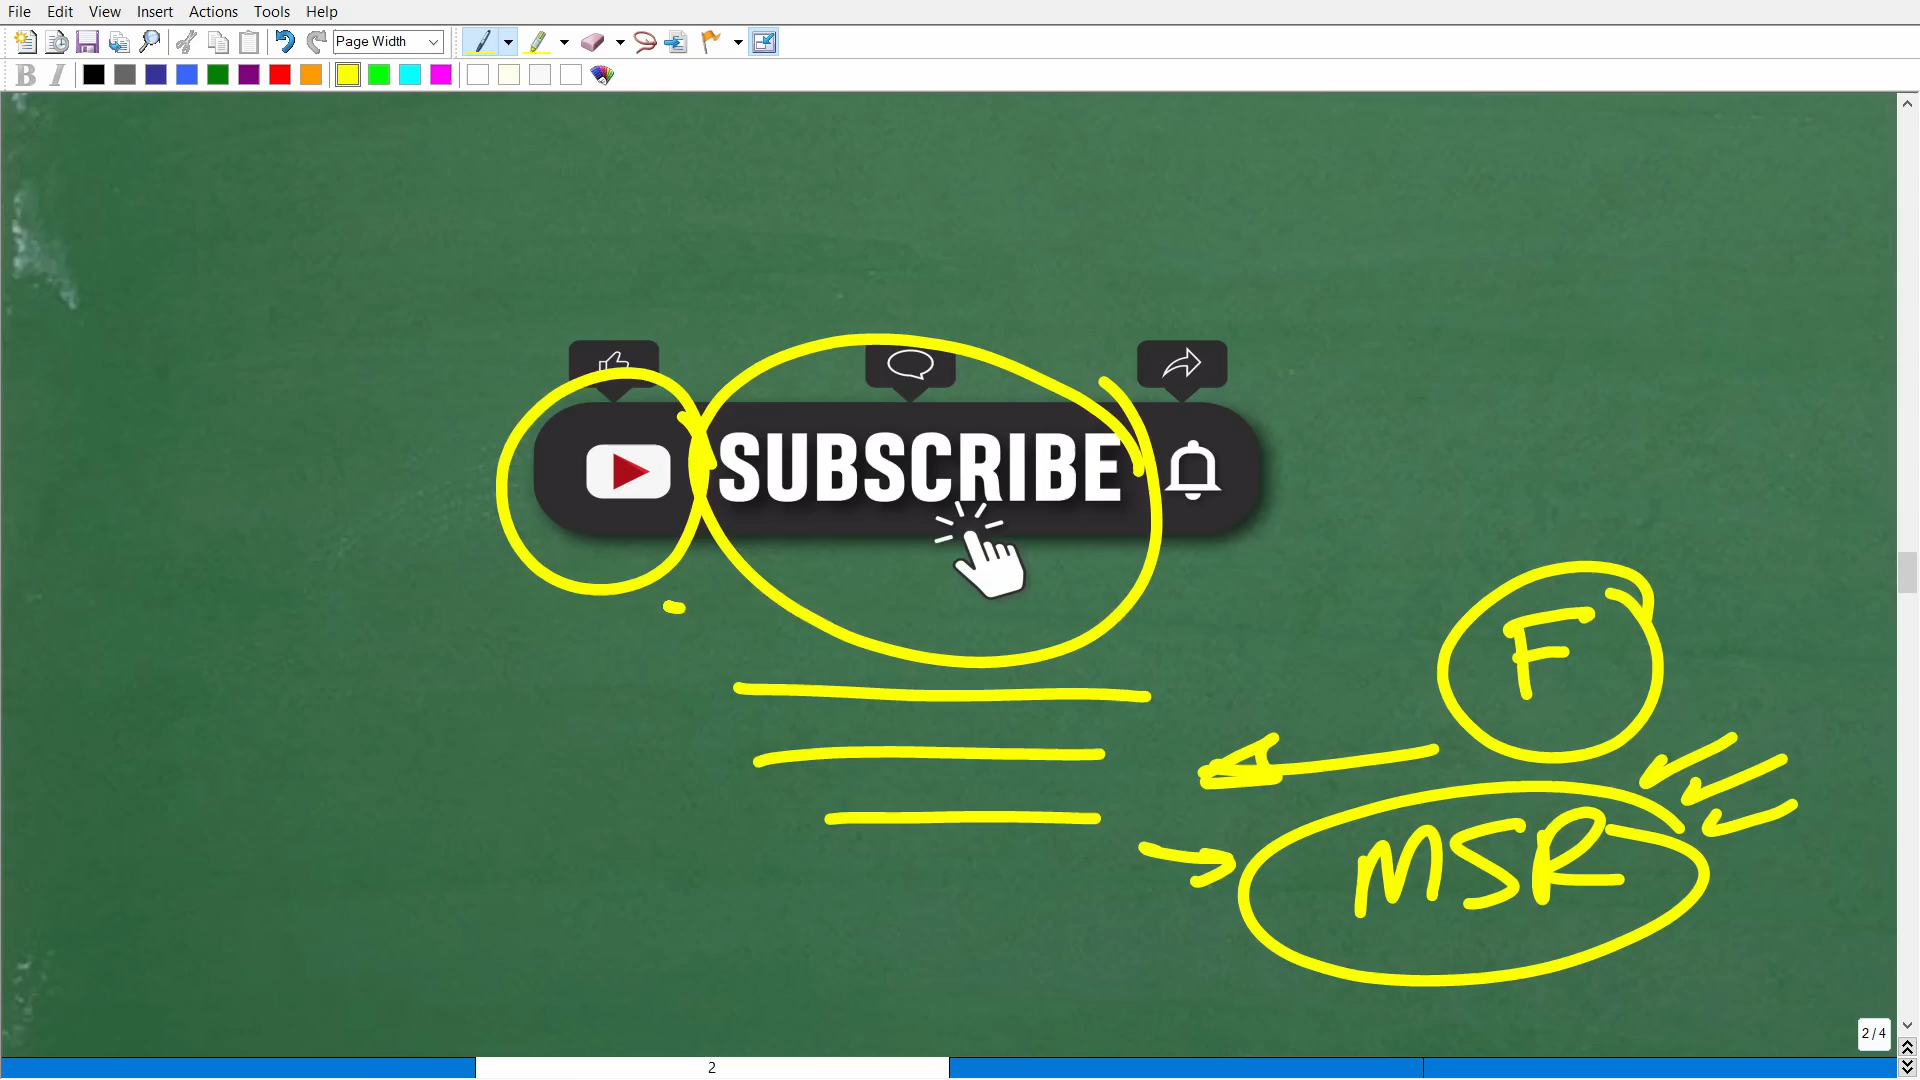 File Edit View Insert Actions Tools Help
Page Width
B I
SUBSCRIBE
F
MSR
2 / 4
2